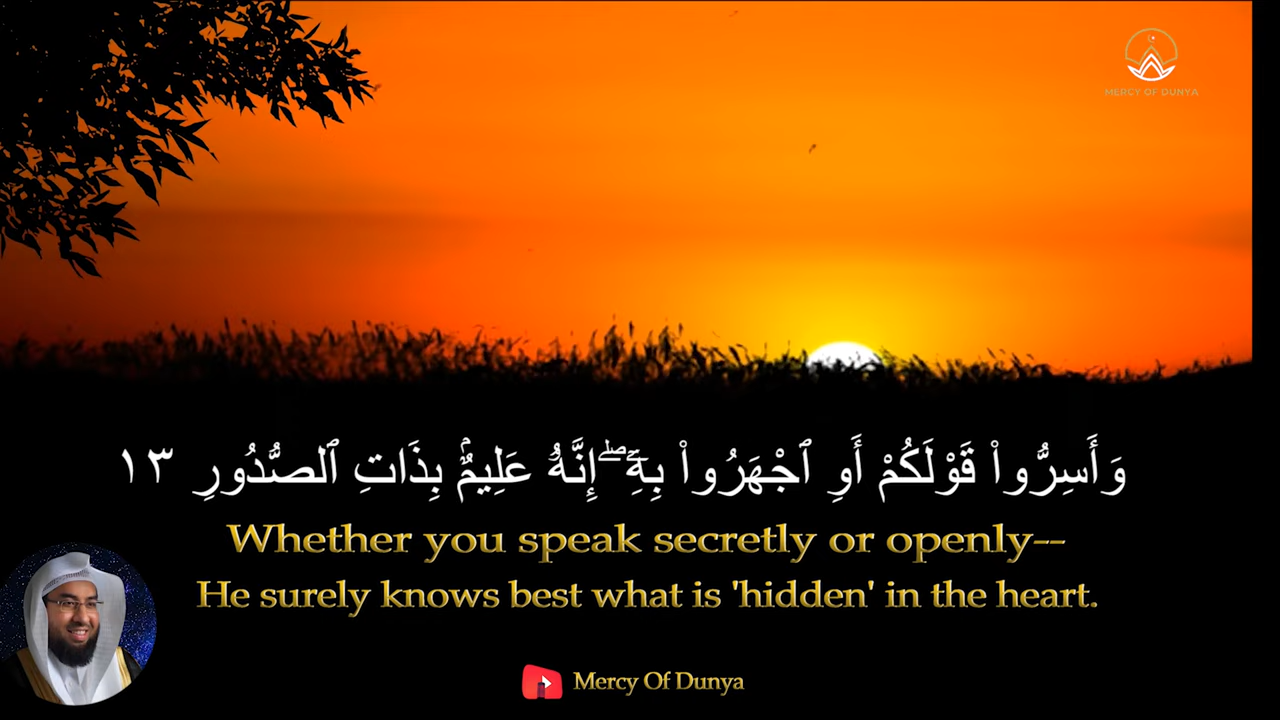 MERCY OF DUNYA
وَأَسِرُّوا۟ قَوْلَكُمْ أَوِ ٱجْهَرُوا۟ بِهِۦٓ ۖ إِنَّهُۥ عَلِيمٌۢ بِذَاتِ ٱلصُّدُورِ ١٣
Whether you speak secretly or openly--
He surely knows best what is 'hidden' in the heart.
Mercy Of Dunya